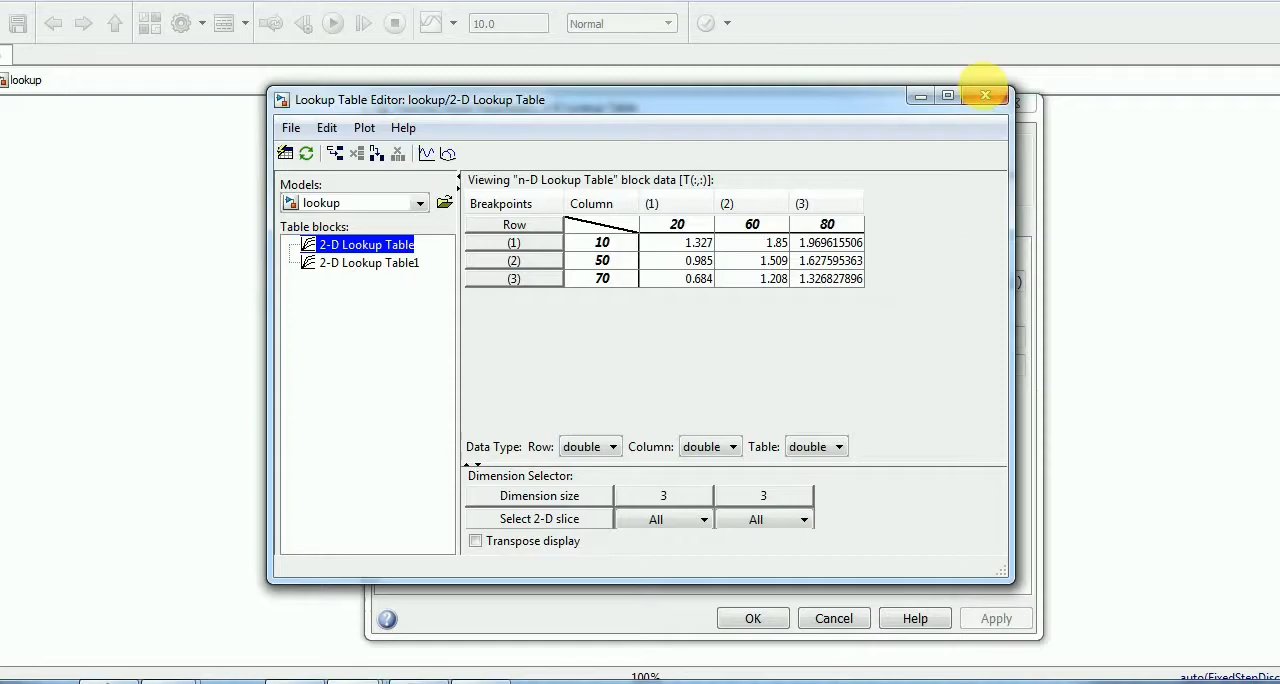 10.0 Normal
lookup
Lookup Table Editor: lookup/2-D Lookup Table
File Edit Plot Help
Models:
lookup
Table blocks:
2-D Lookup Table
2-D Lookup Table1
Viewing "n-D Lookup Table" block data [T(:,:)]:
Breakpoints Column (1) (2) (3)
Row 20 60 80
(1) 10 1.327 1.85 1.969615506
(2) 50 0.985 1.509 1.627595363
(3) 70 0.684 1.208 1.326827896
Data Type: Row: double Column: double Table: double
Dimension Selector:
Dimension size 3 3
Select 2-D slice All All
Transpose display
OK Cancel Help Apply
100%